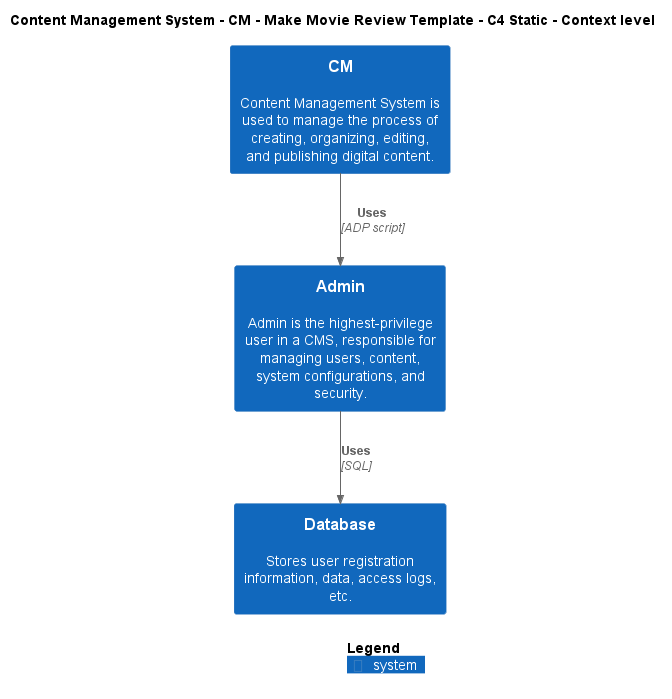 Content Management System - CM - Make Movie Review Template - C4 Static - Context level
CM
Content Management System is
used to manage the process of
creating, organizing, editing,
and publishing digital content.
Uses
[ADP script]
Admin
Admin is the highest-privilege
user in a CMS, responsible for
managing users, content,
system configurations, and
security.
Uses
[SQL]
Database
Stores user registration
information, data, access logs,
etc.
Legend
system